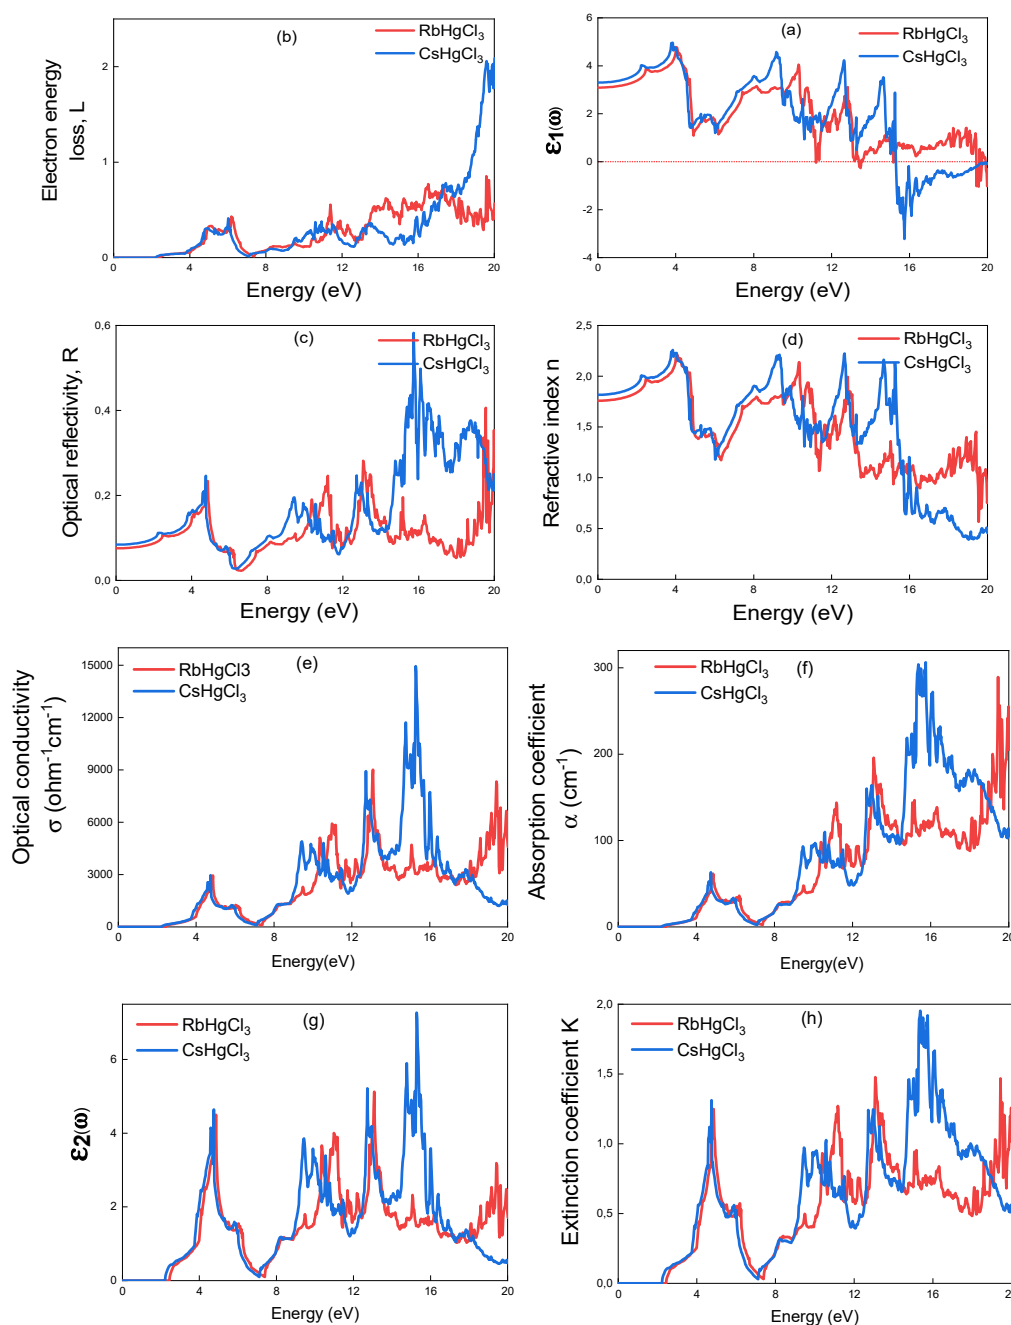 (b)
RbHgCl3
CsHgCl3
Electron energy
loss, L
2
1
0
0 4 8 12 16 20
Energy (eV)
(a)
RbHgCl3
CsHgCl3
ε1(ω)
6
4
2
0
-2
-4
0 4 8 12 16 20
Energy (eV)
(c)
RbHgCl3
CsHgCl3
Optical reflectivity, R
0,6
0,4
0,2
0,0
0 4 8 12 16 20
Energy (eV)
(d)
RbHgCl3
CsHgCl3
Refractive index n
2,5
2,0
1,5
1,0
0,5
0,0
0 4 8 12 16 20
Energy (eV)
(e)
RbHgCl3
CsHgCl3
Optical conductivity
σ (ohm-1cm-1)
15000
12000
9000
6000
3000
0
0 4 8 12 16 20
Energy(eV)
(f)
RbHgCl3
CsHgCl3
Absorption coefficient
α (cm-1)
300
200
100
0
0 4 8 12 16 20
Energy(eV)
(g)
RbHgCl3
CsHgCl3
ε2(ω)
6
4
2
0
0 4 8 12 16 20
Energy (eV)
(h)
RbHgCl3
CsHgCl3
Extinction coefficient K
2,0
1,5
1,0
0,5
0,0
0 4 8 12 16 20
Energy (eV)